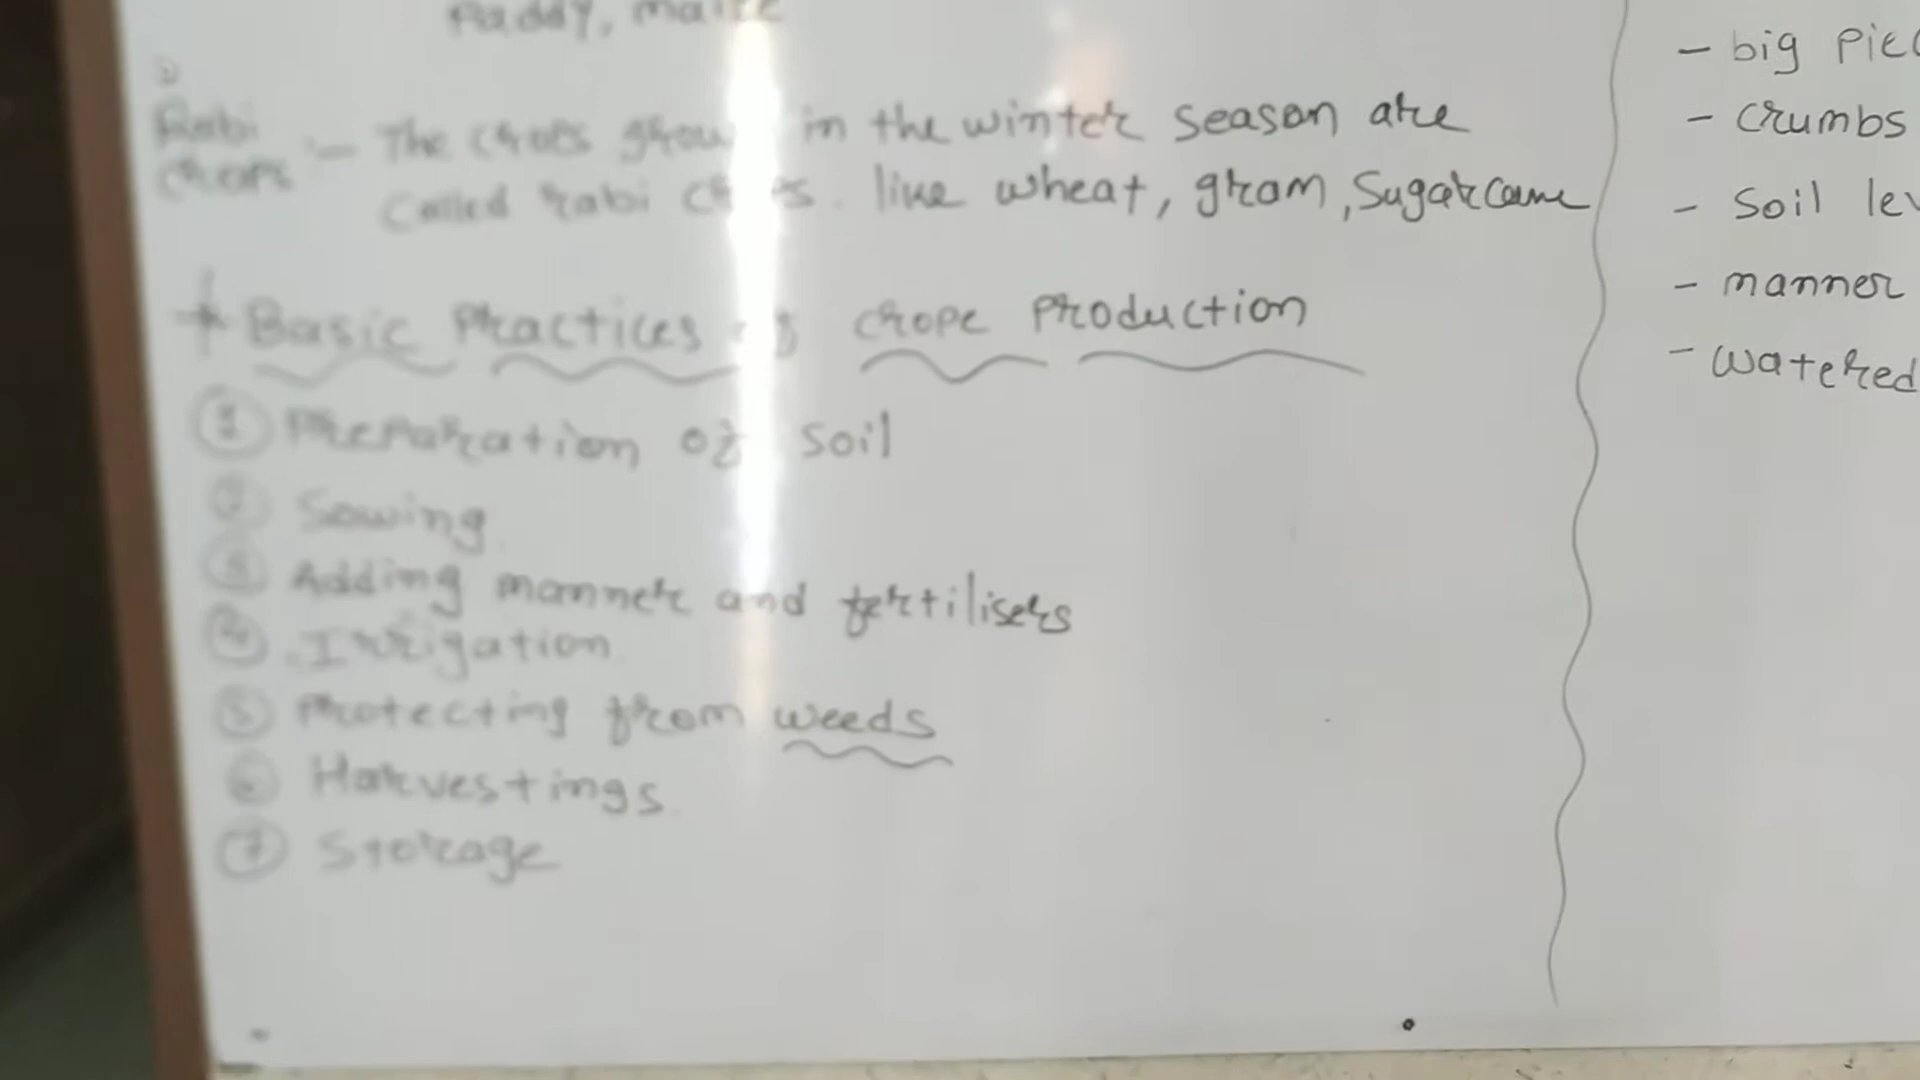 Paddy, maize
Rabi
crops - The crops grow in the winter season are
called rabi crops. like wheat, gram, Sugarcane
Basic Practices of crope Production
1 Preparation of soil
2 Sowing
3 Adding manner and fertilisers
4 Irrigation
5 Protecting from weeds
6 Harvestings
7 Storage
- big
- crumbs
- Soil
- manner
- watered